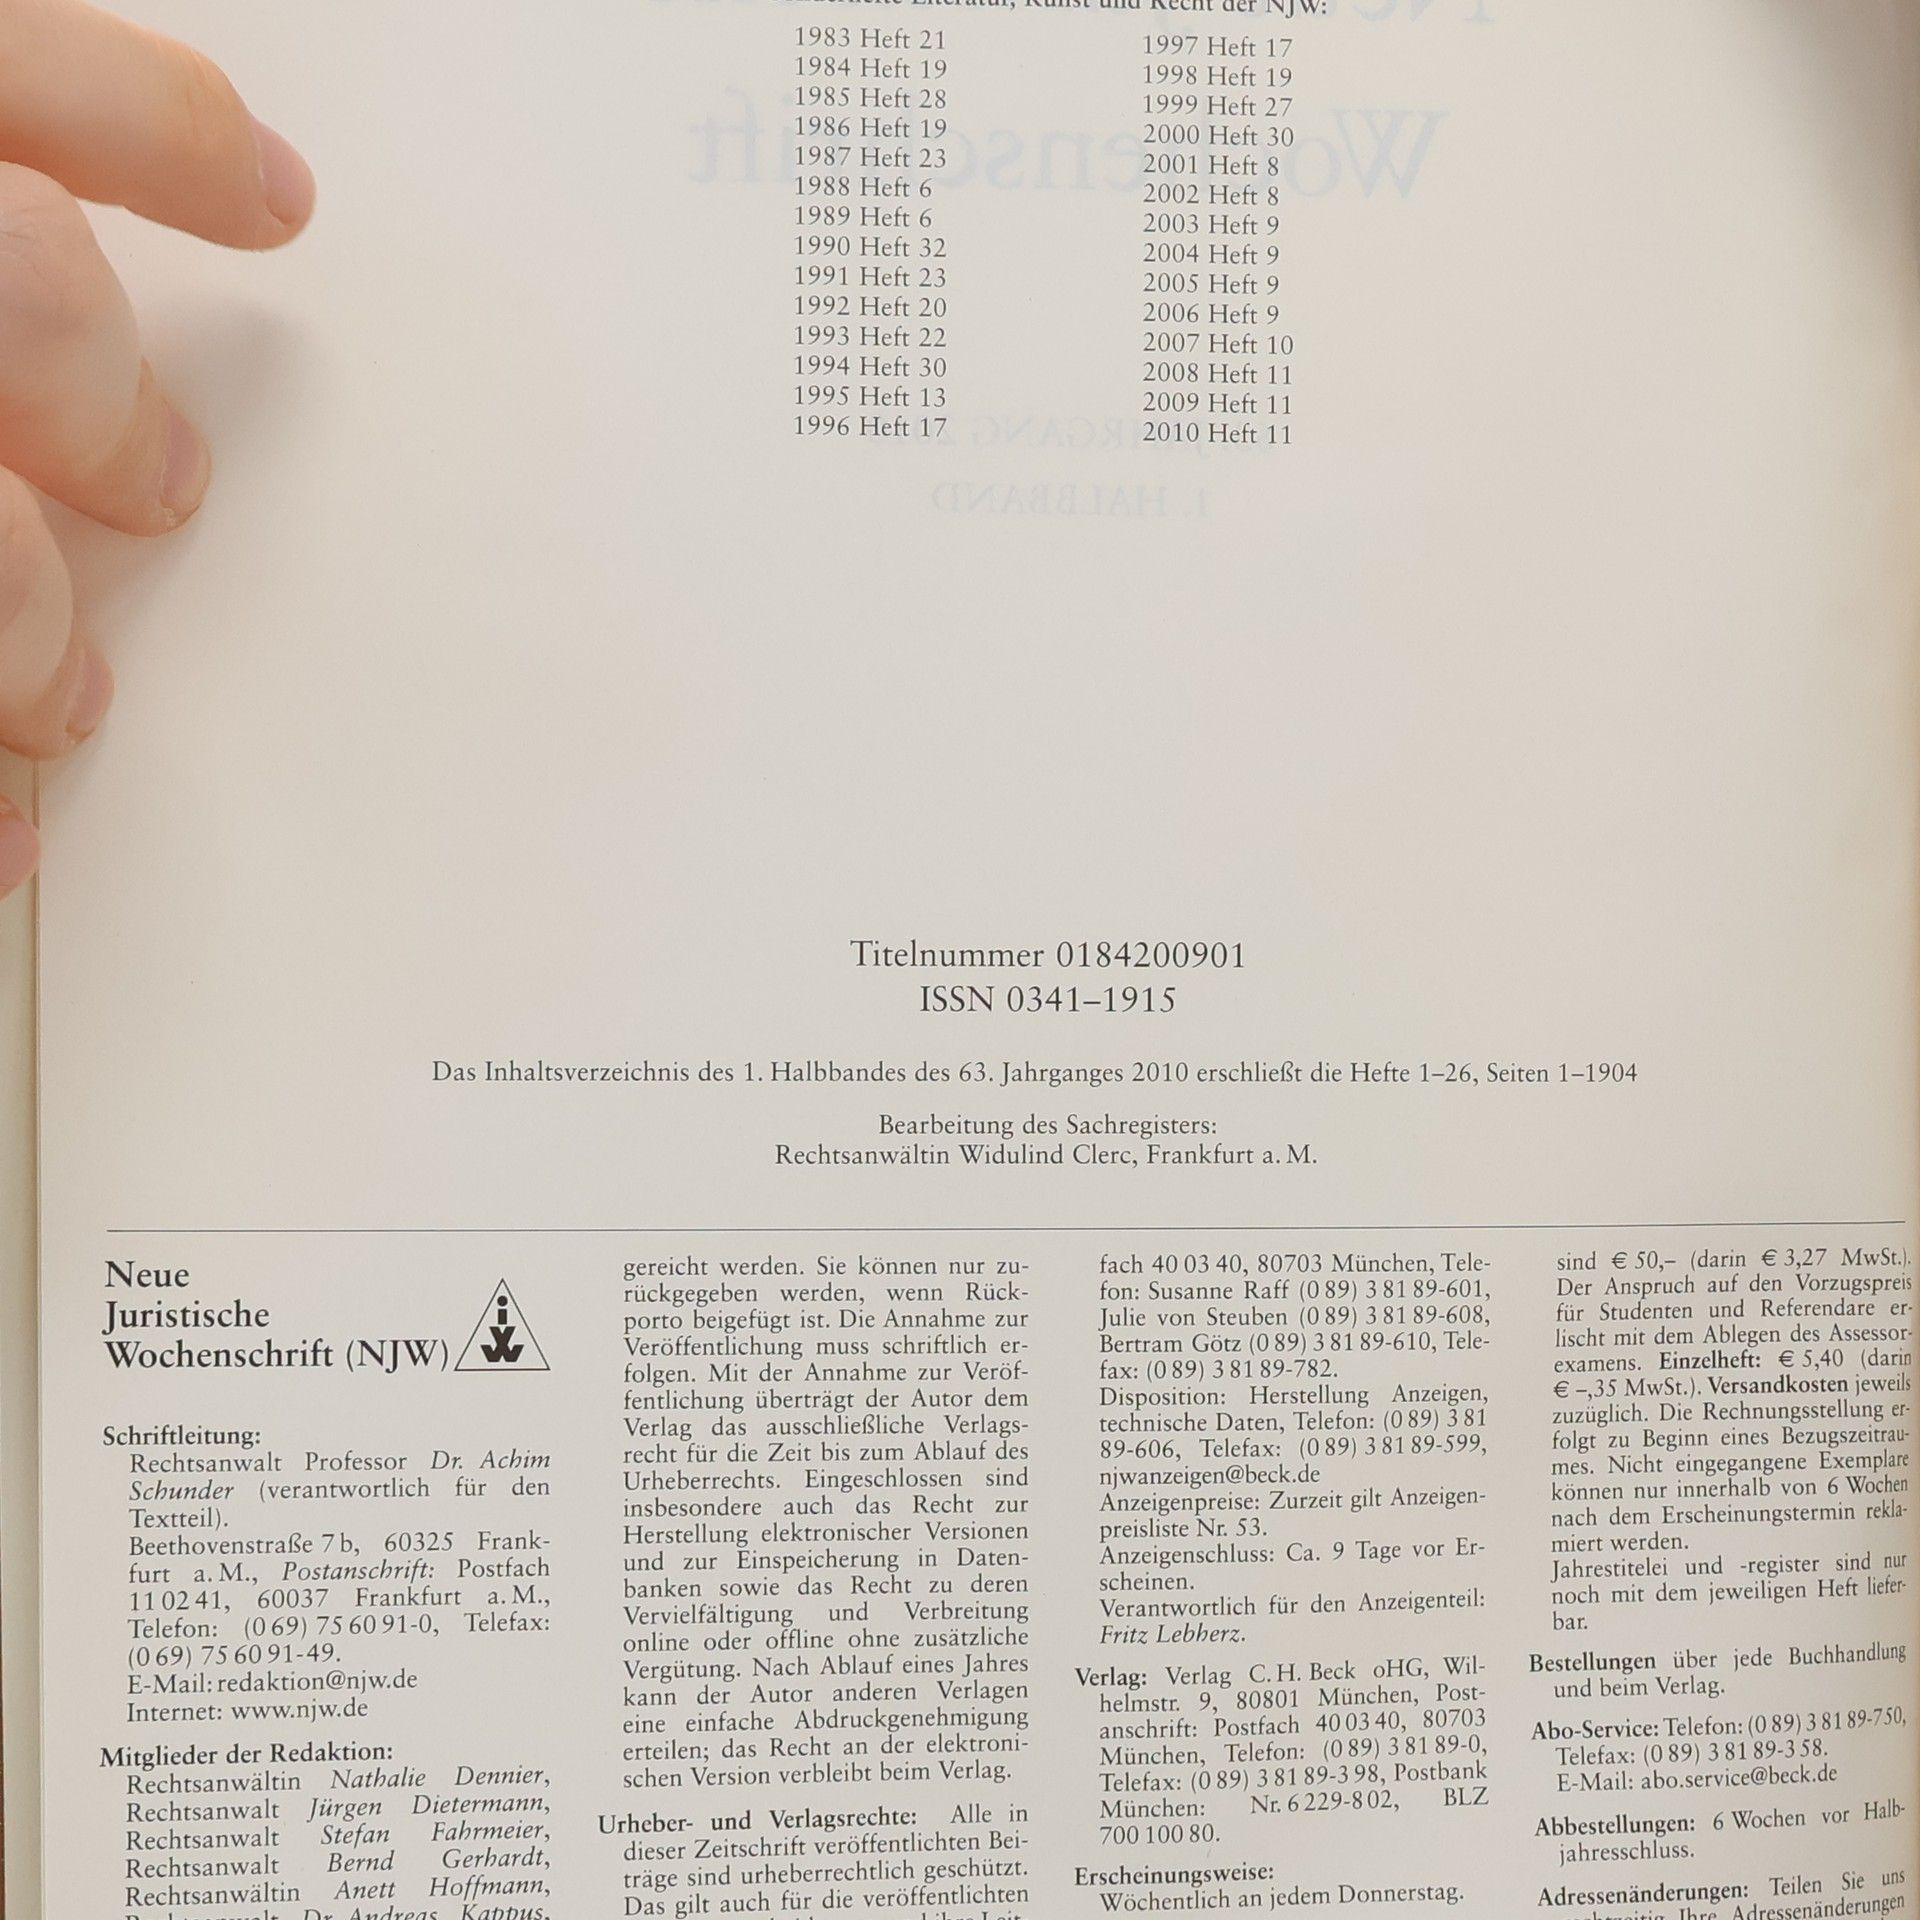 Literatur, Kunst und Recht der NJW:
1983 Heft 21
1984 Heft 19
1985 Heft 28
1986 Heft 19
1987 Heft 23
1988 Heft 6
1989 Heft 6
1990 Heft 32
1991 Heft 23
1992 Heft 20
1993 Heft 22
1994 Heft 30
1995 Heft 13
1996 Heft 17
1997 Heft 17
1998 Heft 19
1999 Heft 27
2000 Heft 30
2001 Heft 8
2002 Heft 8
2003 Heft 9
2004 Heft 9
2005 Heft 9
2006 Heft 9
2007 Heft 10
2008 Heft 11
2009 Heft 11
2010 Heft 11
1. HALBBAND
Titelnummer 0184200901
ISSN 0341–1915
Das Inhaltsverzeichnis des 1. Halbbandes des 63. Jahrganges 2010 erschließt die Hefte 1–26, Seiten 1–1904
Bearbeitung des Sachregisters:
Rechtsanwältin Widulind Clerc, Frankfurt a. M.
Neue
Juristische
Wochenschrift (NJW)
Schriftleitung:
Rechtsanwalt Professor Dr. Achim
Schunder (verantwortlich für den
Textteil).
Beethovenstraße 7 b, 60325 Frank-
furt a. M., Postanschrift: Postfach
11 02 41, 60037 Frankfurt a. M.,
Telefon: (0 69) 75 60 91-0, Telefax:
(0 69) 75 60 91-49.
E-Mail: redaktion@njw.de
Internet: www.njw.de
Mitglieder der Redaktion:
Rechtsanwältin Nathalie Dennier,
Rechtsanwalt Jürgen Dietermann,
Rechtsanwalt Stefan Fahrmeier,
Rechtsanwalt Bernd Gerhardt,
Rechtsanwältin Anett Hoffmann,
Rechtsanwalt Dr. Andreas Kappus,
gereicht werden. Sie können nur zu-
rückgegeben werden, wenn Rück-
porto beigefügt ist. Die Annahme zur
Veröffentlichung muss schriftlich er-
folgen. Mit der Annahme zur Veröf-
fentlichung überträgt der Autor dem
Verlag das ausschließliche Verlags-
recht für die Zeit bis zum Ablauf des
Urheberrechts. Eingeschlossen sind
insbesondere auch das Recht zur
Herstellung elektronischer Versionen
und zur Einspeicherung in Daten-
banken sowie das Recht zu deren
Vervielfältigung und Verbreitung
online oder offline ohne zusätzliche
Vergütung. Nach Ablauf eines Jahres
kann der Autor anderen Verlagen
eine einfache Abdruckgenehmigung
erteilen; das Recht an der elektroni-
schen Version verbleibt beim Verlag.
Urheber- und Verlagsrechte: Alle in
dieser Zeitschrift veröffentlichten Bei-
träge sind urheberrechtlich geschützt.
Das gilt auch für die veröffentlichten
fach 40 03 40, 80703 München, Tele-
fon: Susanne Raff (0 89) 3 81 89-601,
Julie von Steuben (0 89) 3 81 89-608,
Bertram Götz (0 89) 3 81 89-610, Tele-
fax: (0 89) 3 81 89-782.
Disposition: Herstellung Anzeigen,
technische Daten, Telefon: (0 89) 3 81
89-606, Telefax: (0 89) 3 81 89-599,
njwanzeigen@beck.de
Anzeigenpreise: Zurzeit gilt Anzeigen-
preisliste Nr. 53.
Anzeigenschluss: Ca. 9 Tage vor Er-
scheinen.
Verantwortlich für den Anzeigenteil:
Fritz Lebherz.
Verlag: Verlag C. H. Beck oHG, Wil-
helmstr. 9, 80801 München, Post-
anschrift: Postfach 40 03 40, 80703
München, Telefon: (0 89) 3 81 89-0,
Telefax: (0 89) 3 81 89-3 98, Postbank
München: Nr. 6 229-8 02, BLZ
700 100 80.
Erscheinungsweise:
Wöchentlich an jedem Donnerstag.
sind € 50,– (darin € 3,27 MwSt.).
Der Anspruch auf den Vorzugspreis
für Studenten und Referendare er-
lischt mit dem Ablegen des Assessor-
examens. Einzelheft: € 5,40 (darin
€ –,35 MwSt.). Versandkosten jeweils
zuzüglich. Die Rechnungsstellung er-
folgt zu Beginn eines Bezugszeitrau-
mes. Nicht eingegangene Exemplare
können nur innerhalb von 6 Wochen
nach dem Erscheinungstermin rekla-
miert werden.
Jahrestitelei und -register sind nur
noch mit dem jeweiligen Heft liefer-
bar.
Bestellungen über jede Buchhandlung
und beim Verlag.
Abo-Service: Telefon: (0 89) 3 81 89-750,
Telefax: (0 89) 3 81 89-3 58.
E-Mail: abo.service@beck.de
Abbestellungen: 6 Wochen vor Halb-
jahresschluss.
Adressenänderungen: Teilen Sie uns
Ihre Adressenänderungen